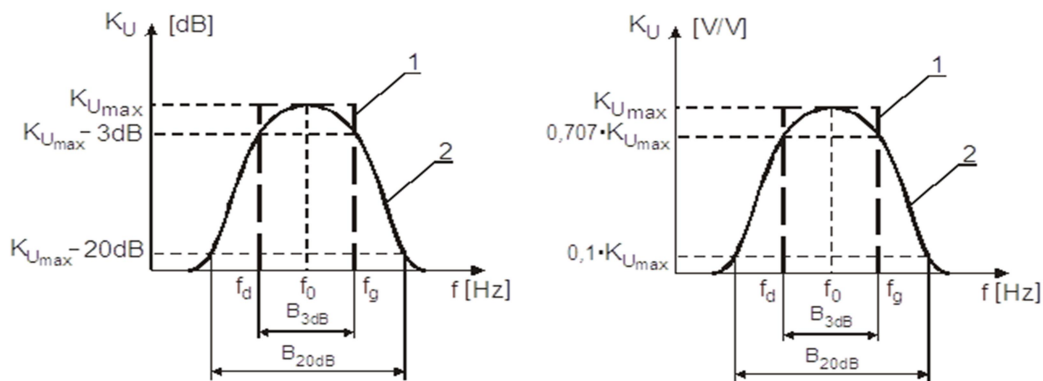 K_U [dB]
1
K_Umax
K_Umax-3dB
2
K_Umax-20dB
f_d f_0 f_g f [Hz]
B_3dB
B_20dB
K_U [V/V]
1
K_Umax
0,707·K_Umax
2
0,1·K_Umax
f_d f_0 f_g f [Hz]
B_3dB
B_20dB